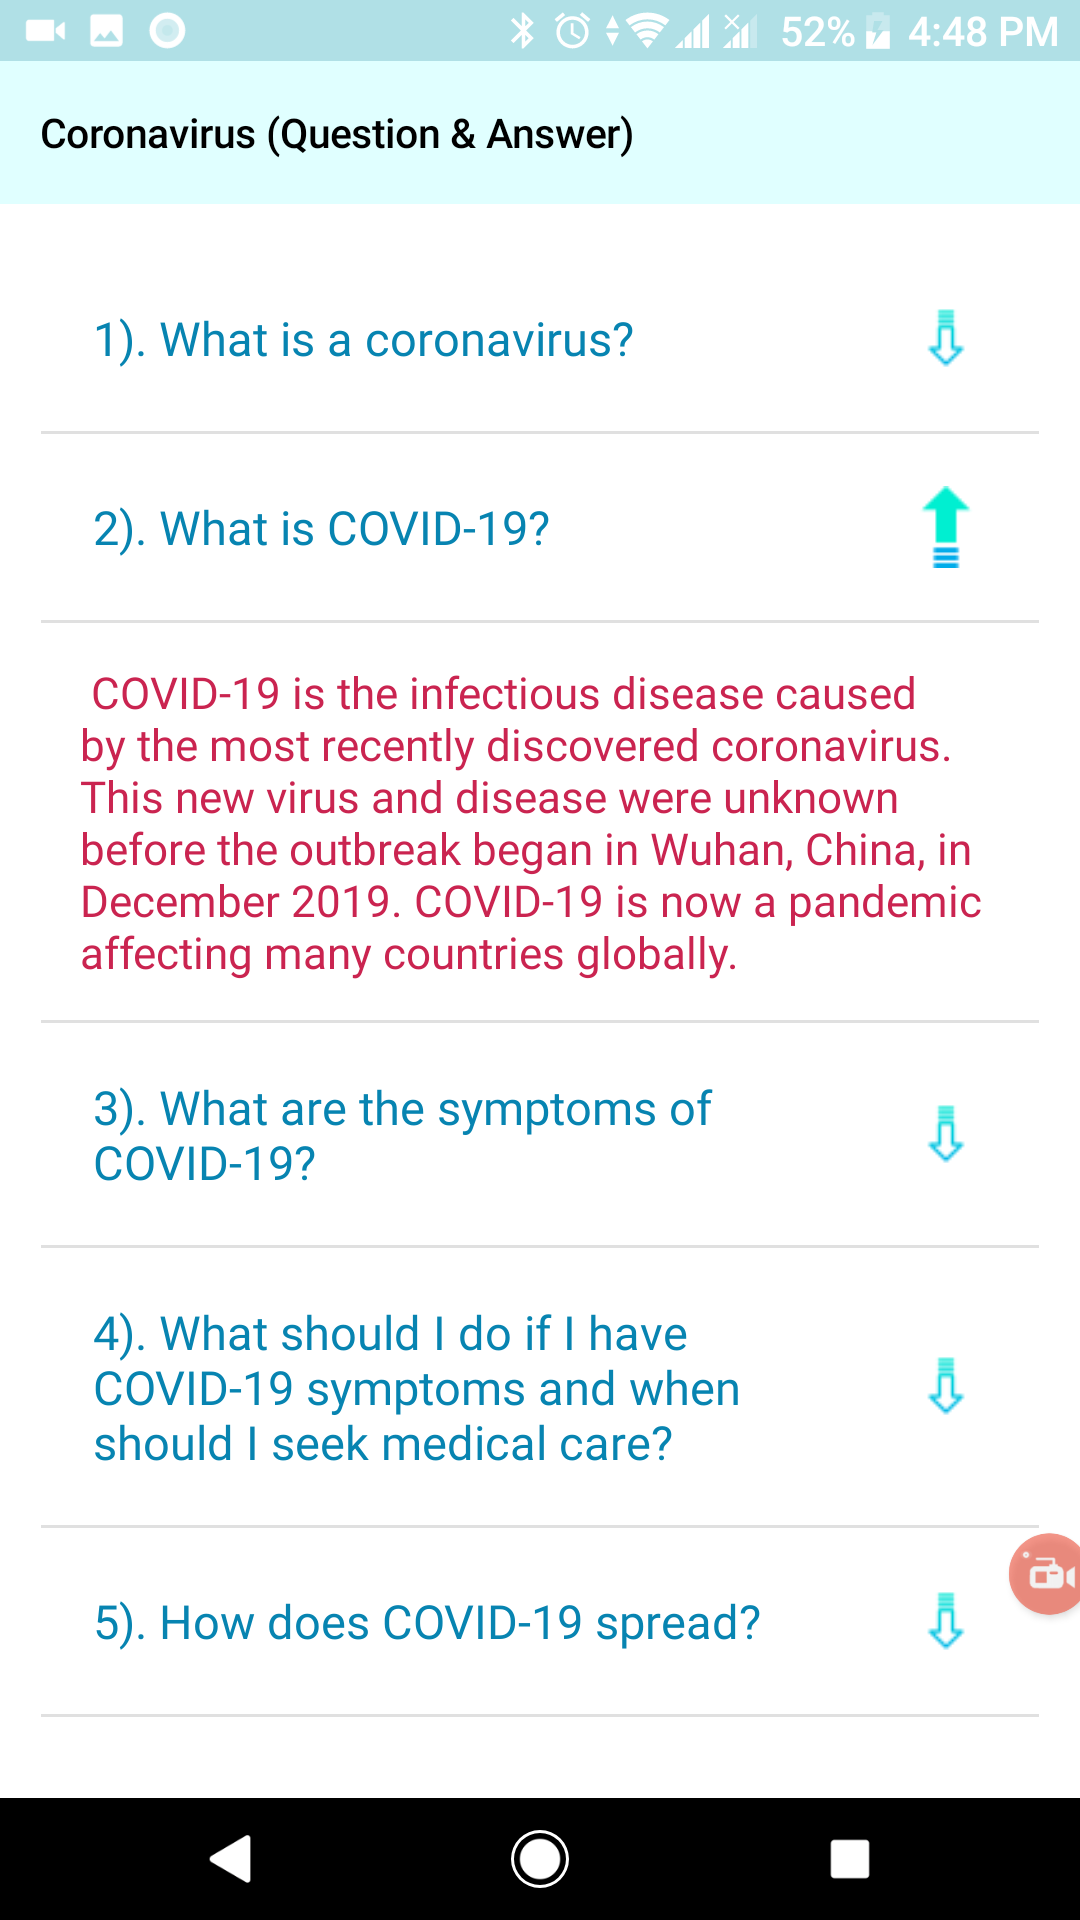 52% 4:48 PM
Coronavirus (Question & Answer)
1). What is a coronavirus?
2). What is COVID-19?
COVID-19 is the infectious disease caused
by the most recently discovered coronavirus.
This new virus and disease were unknown
before the outbreak began in Wuhan, China, in
December 2019. COVID-19 is now a pandemic
affecting many countries globally.
3). What are the symptoms of
COVID-19?
4). What should I do if I have
COVID-19 symptoms and when
should I seek medical care?
5). How does COVID-19 spread?